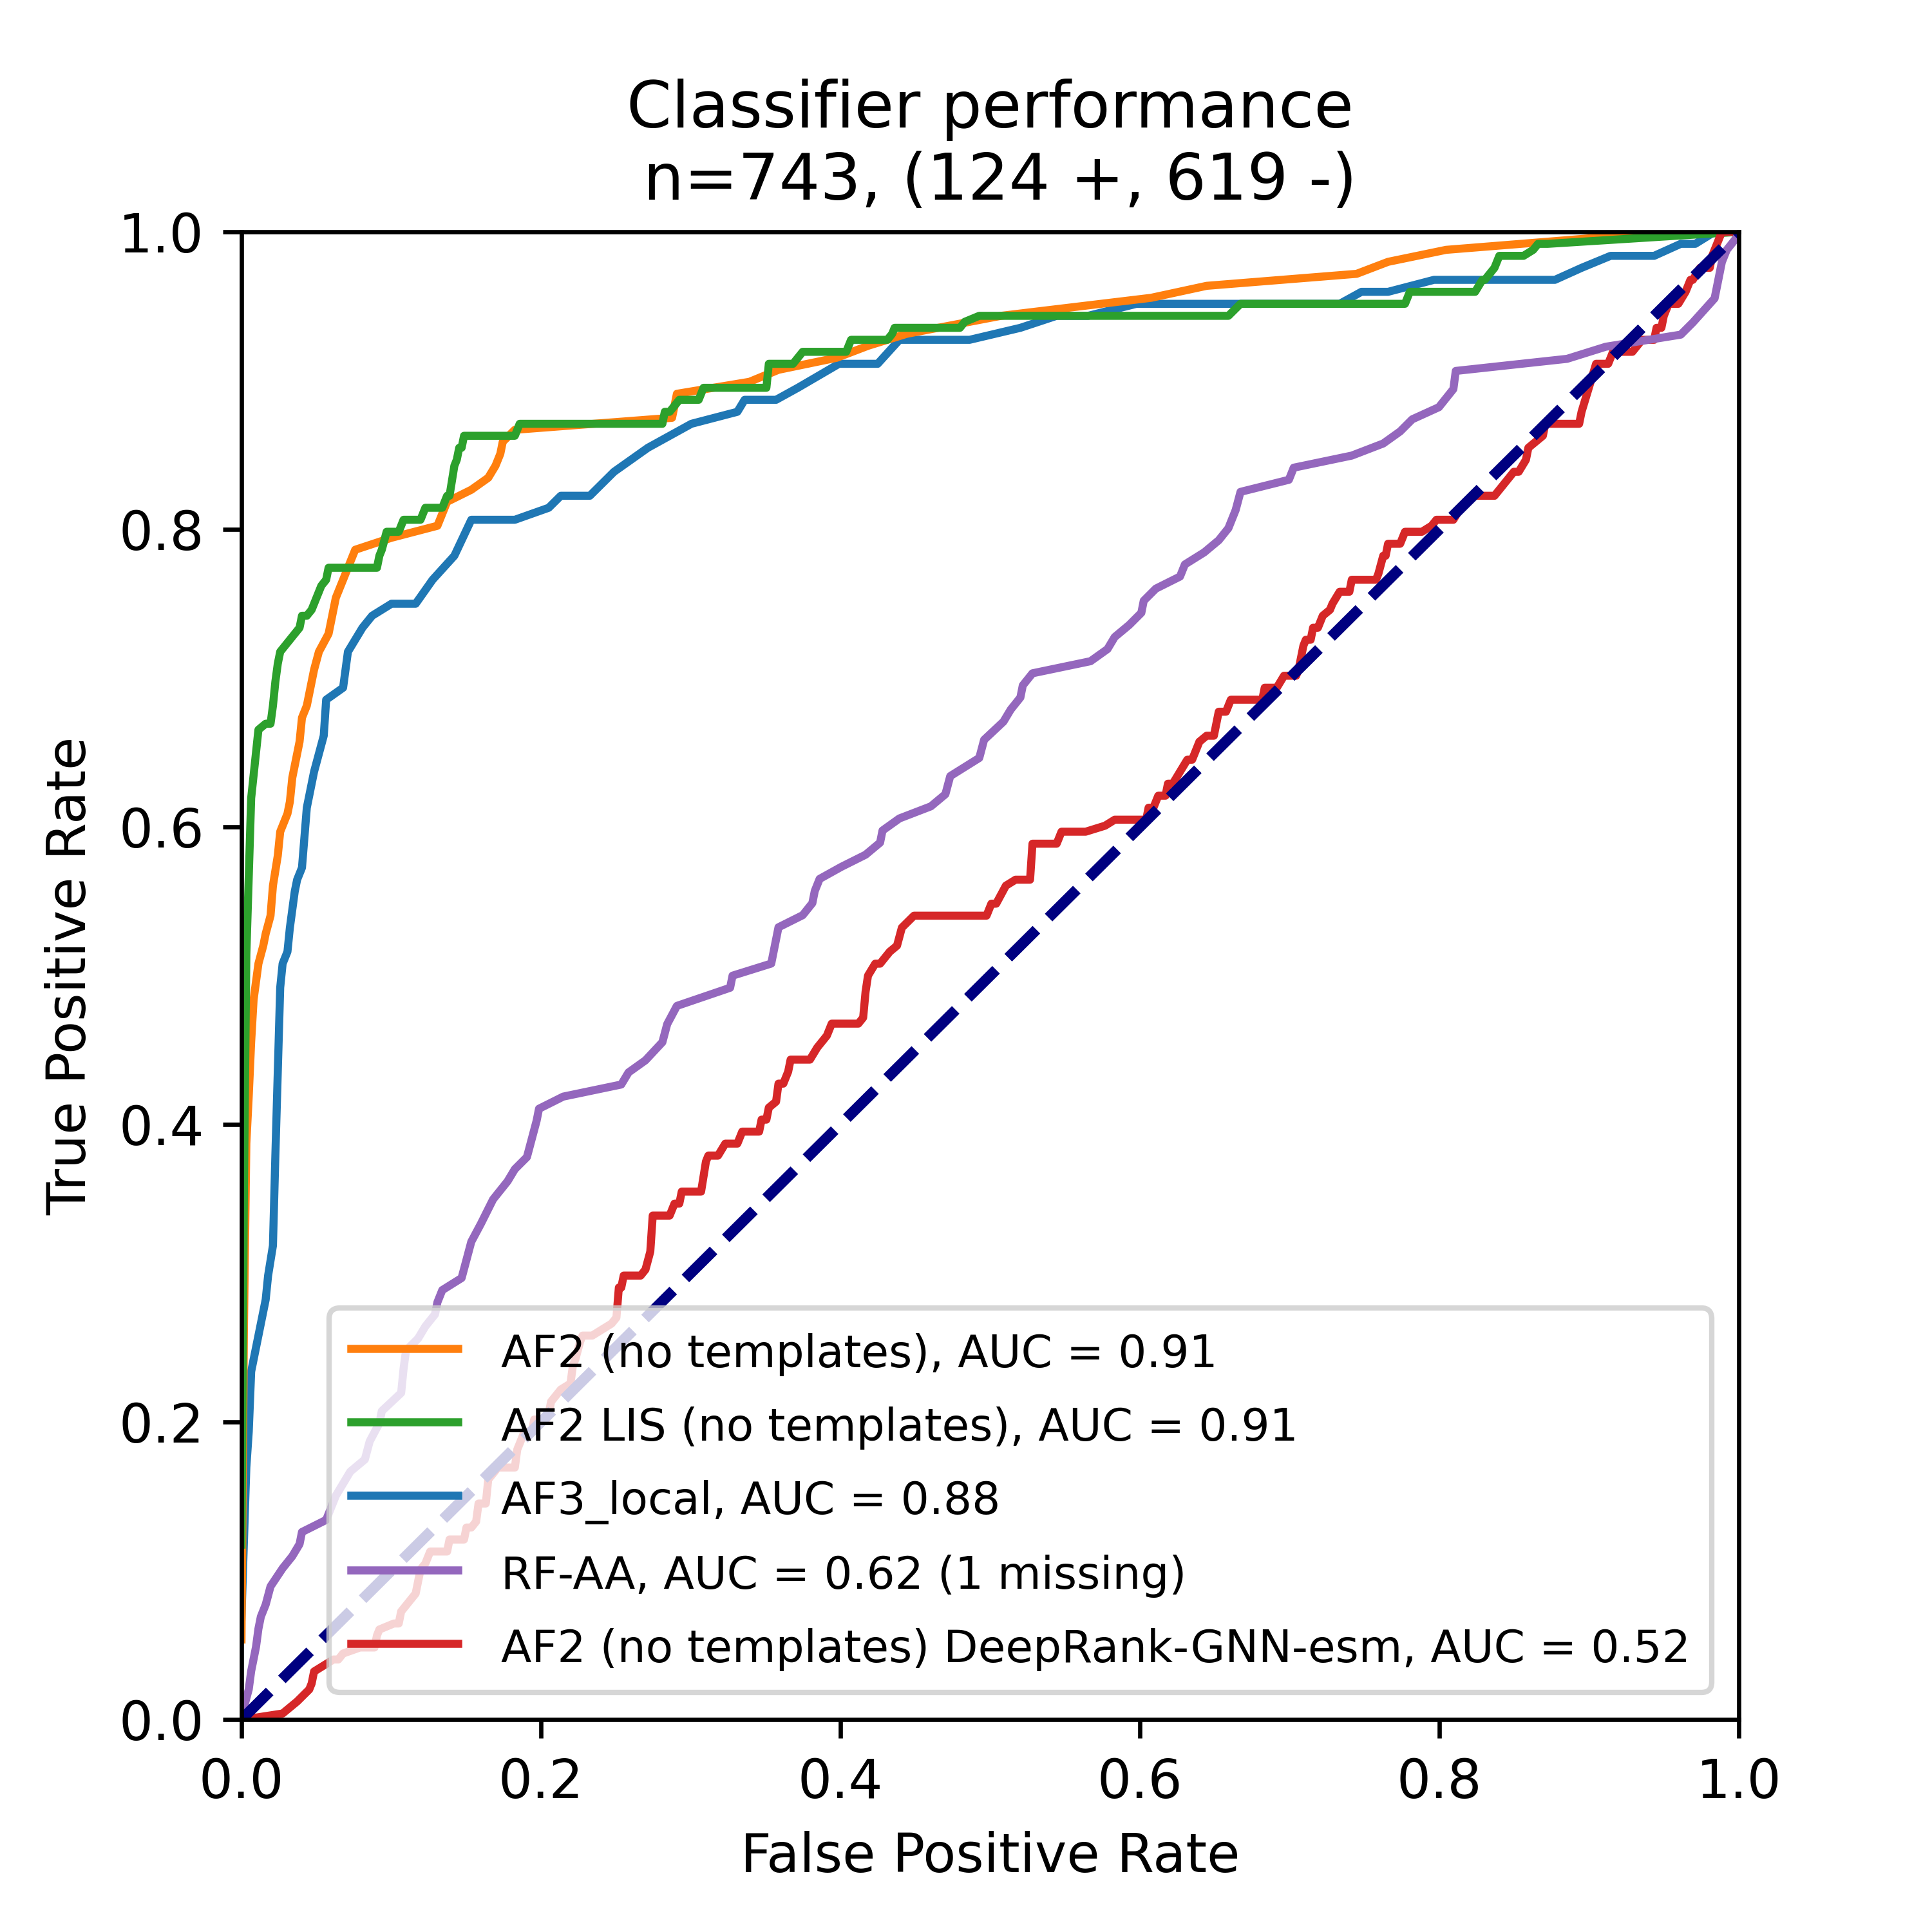 Classifier performance
n=743, (124 +, 619 -)
1.0
0.8
0.6
0.4
0.2
0.0
True Positive Rate
AF2 (no templates), AUC = 0.91
AF2 LIS (no templates), AUC = 0.91
AF3_local, AUC = 0.88
RF-AA, AUC = 0.62 (1 missing)
AF2 (no templates) DeepRank-GNN-esm, AUC = 0.52
0.0 0.2 0.4 0.6 0.8 1.0
False Positive Rate